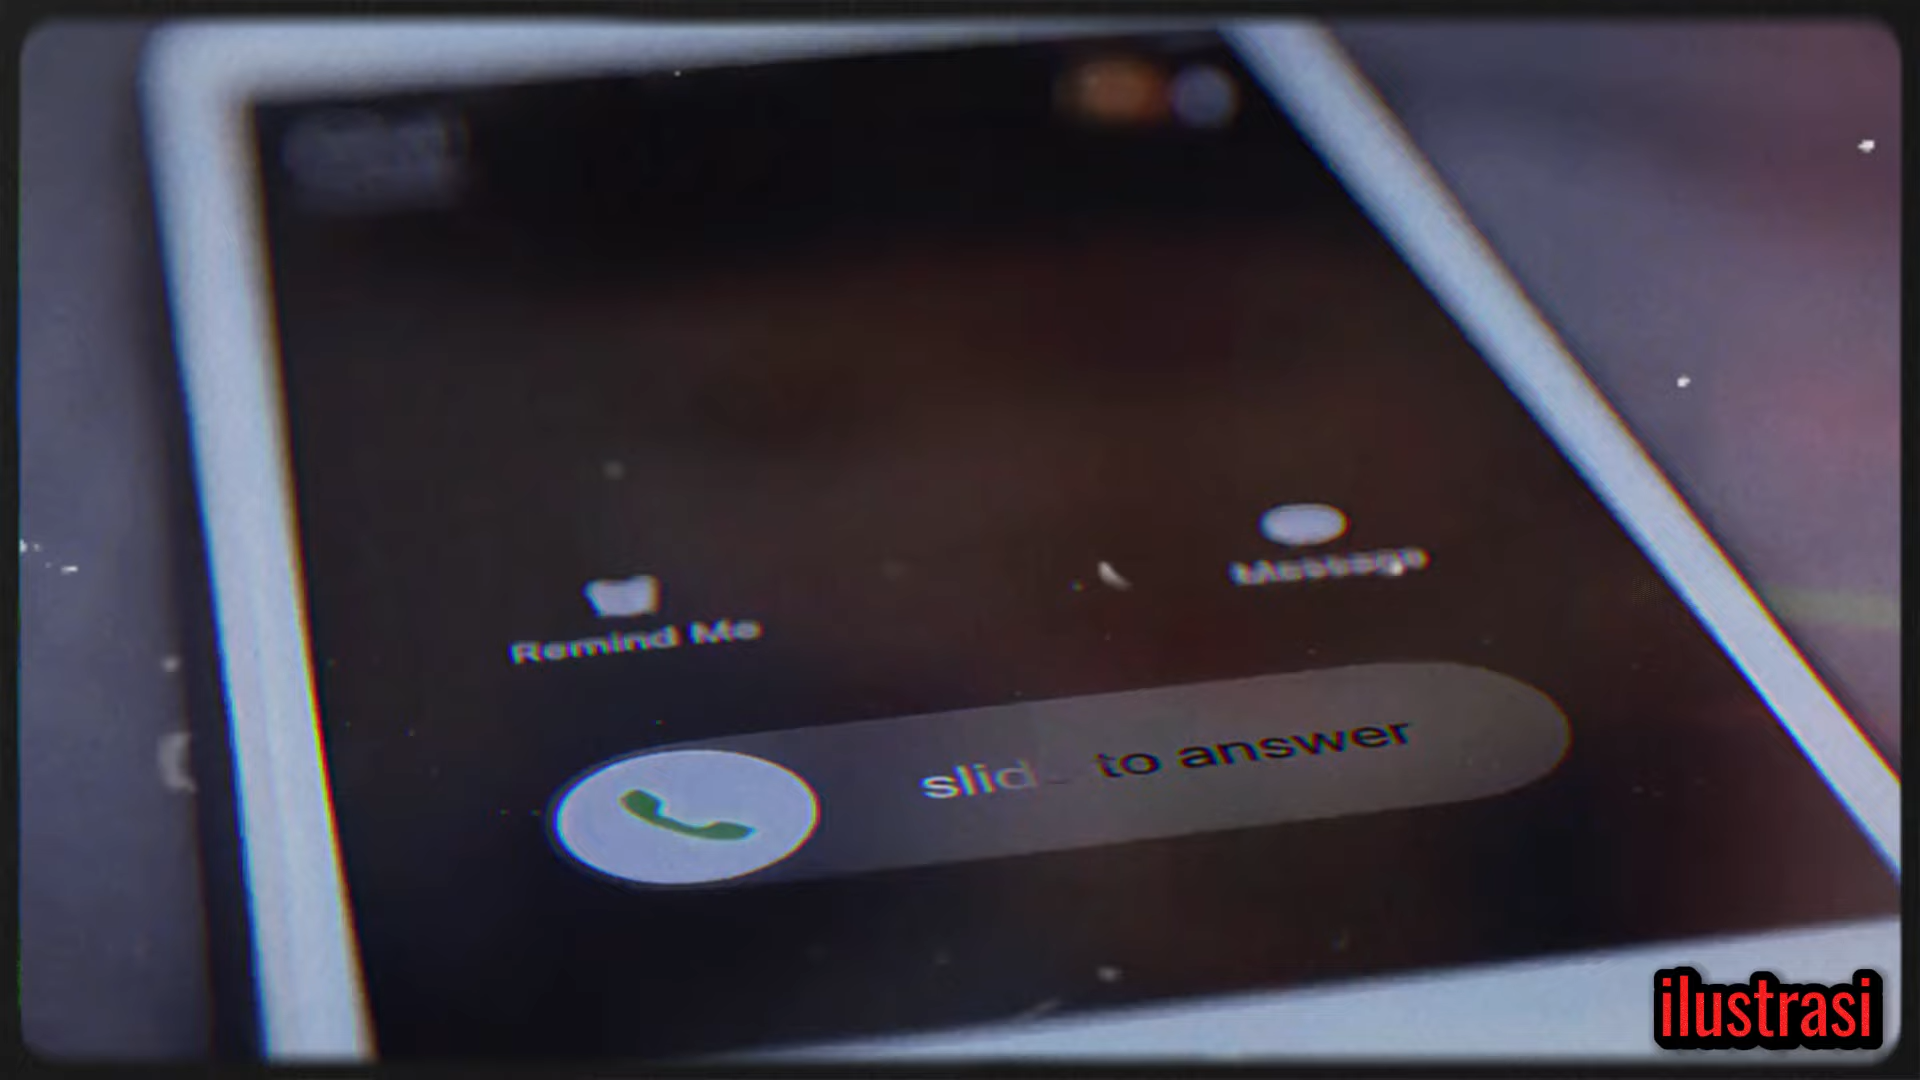 Message
Remind Me
slid to answer
ilustrasi